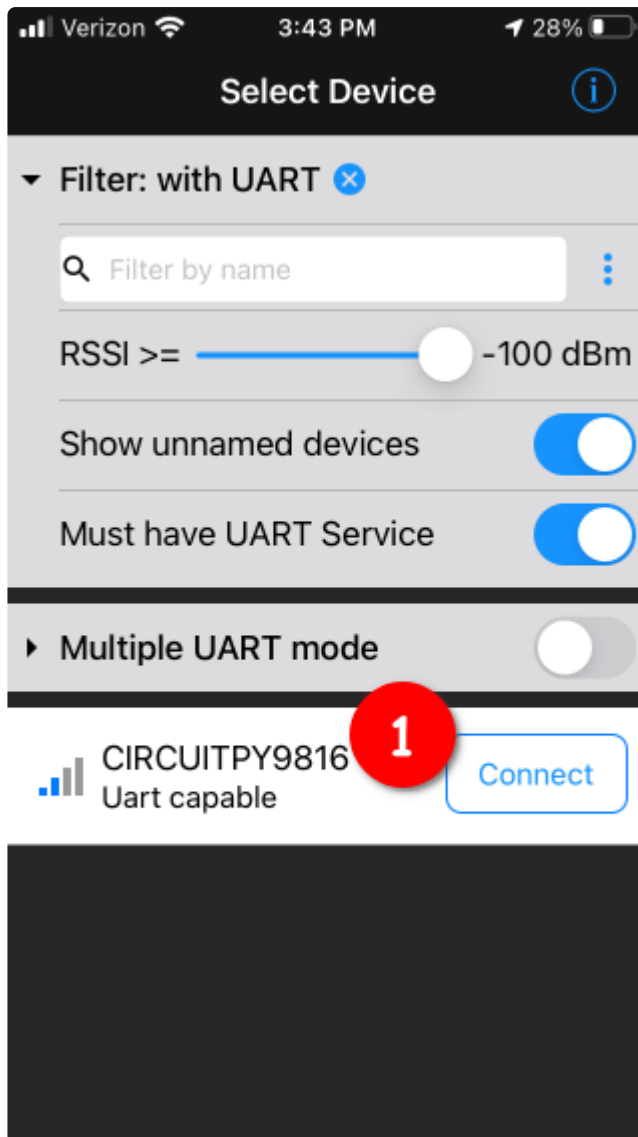 Verizon 3:43 PM 28%
Select Device i
Filter: with UART
Filter by name
RSSI >= -100 dBm
Show unnamed devices
Must have UART Service
Multiple UART mode
1
CIRCUITPY9816
Connect
Uart capable